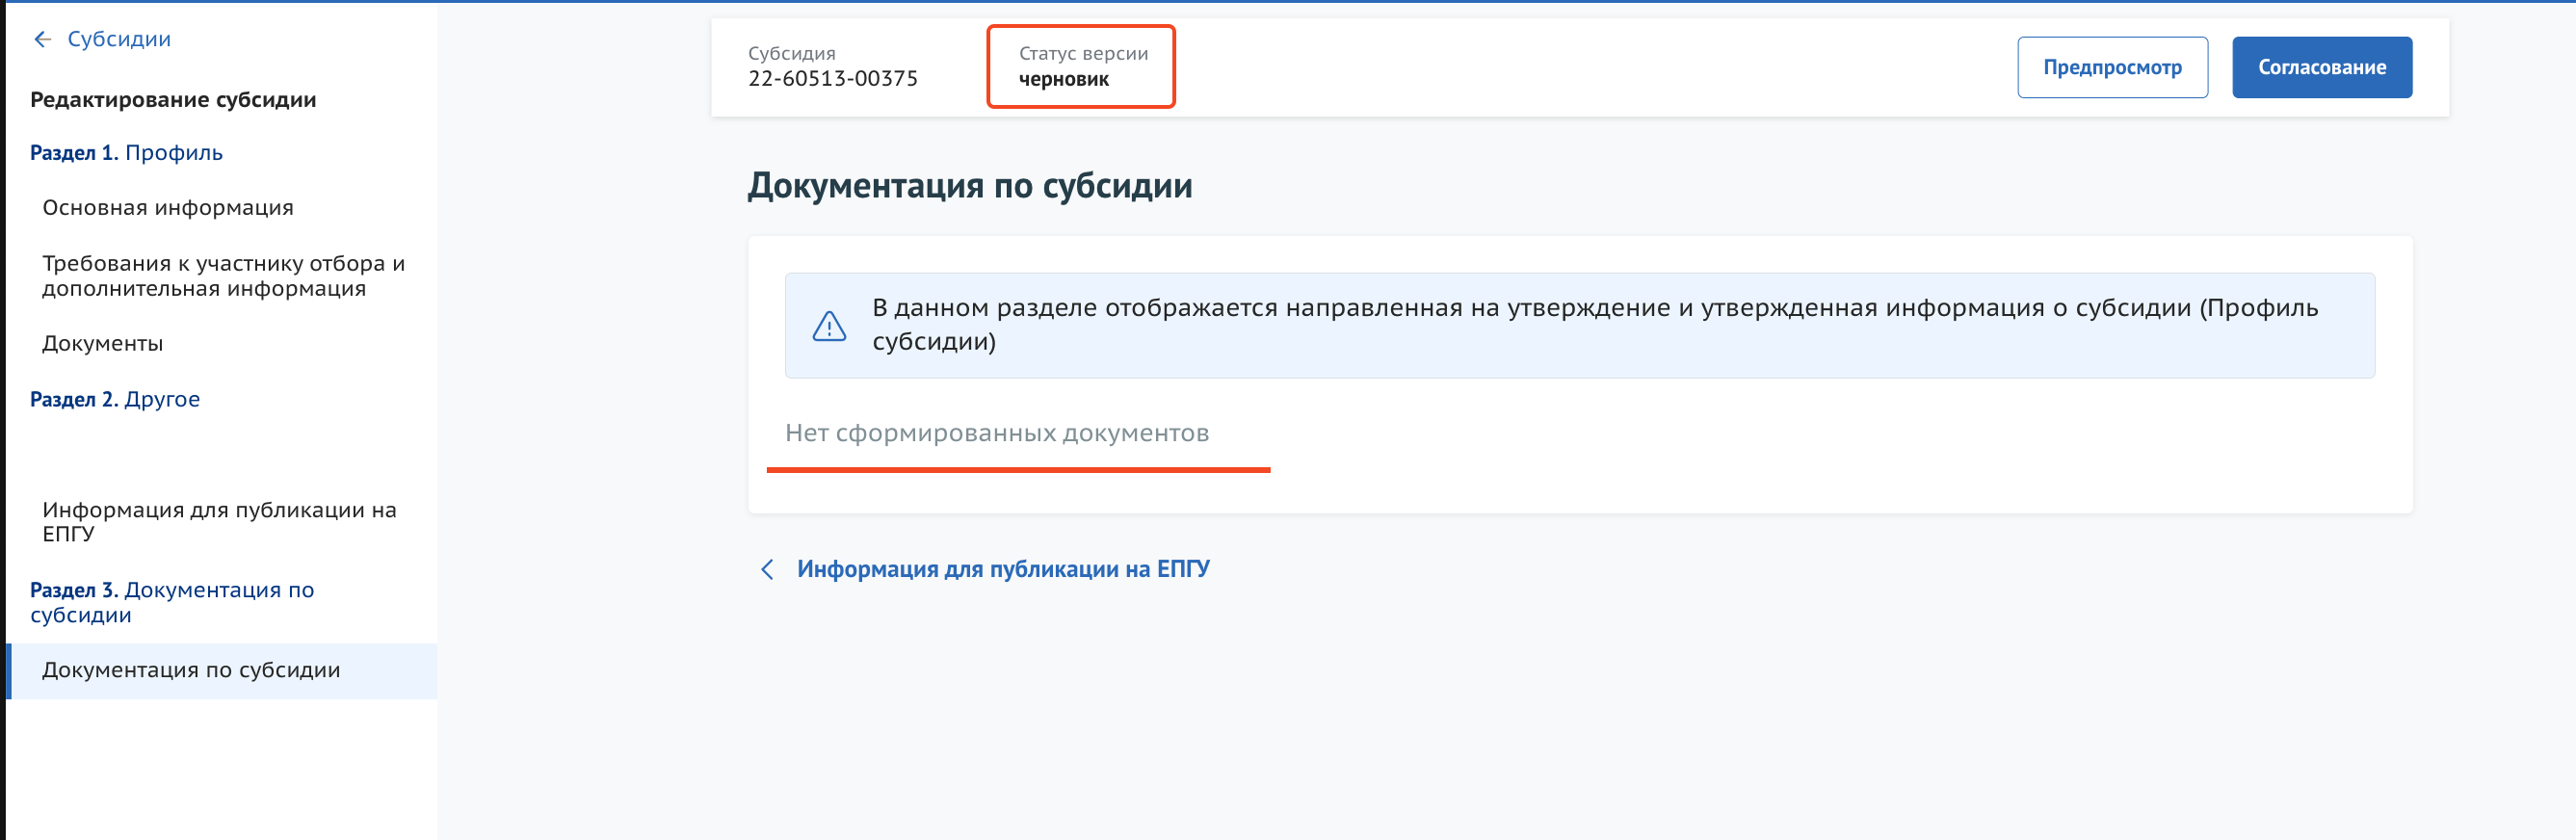 Субсидии
Редактирование субсидии
Раздел 1. Профиль
Основная информация
Требования к участнику отбора и
дополнительная информация
Документы
Раздел 2. Другое
Информация для публикации на
ЕПГУ
Раздел 3. Документация по
субсидии
Документация по субсидии
Субсидия
22-60513-00375
Статус версии
черновик
Предпросмотр
Согласование
Документация по субсидии
В данном разделе отображается направленная на утверждение и утвержденная информация о субсидии (Профиль
субсидии)
Нет сформированных документов
Информация для публикации на ЕПГУ